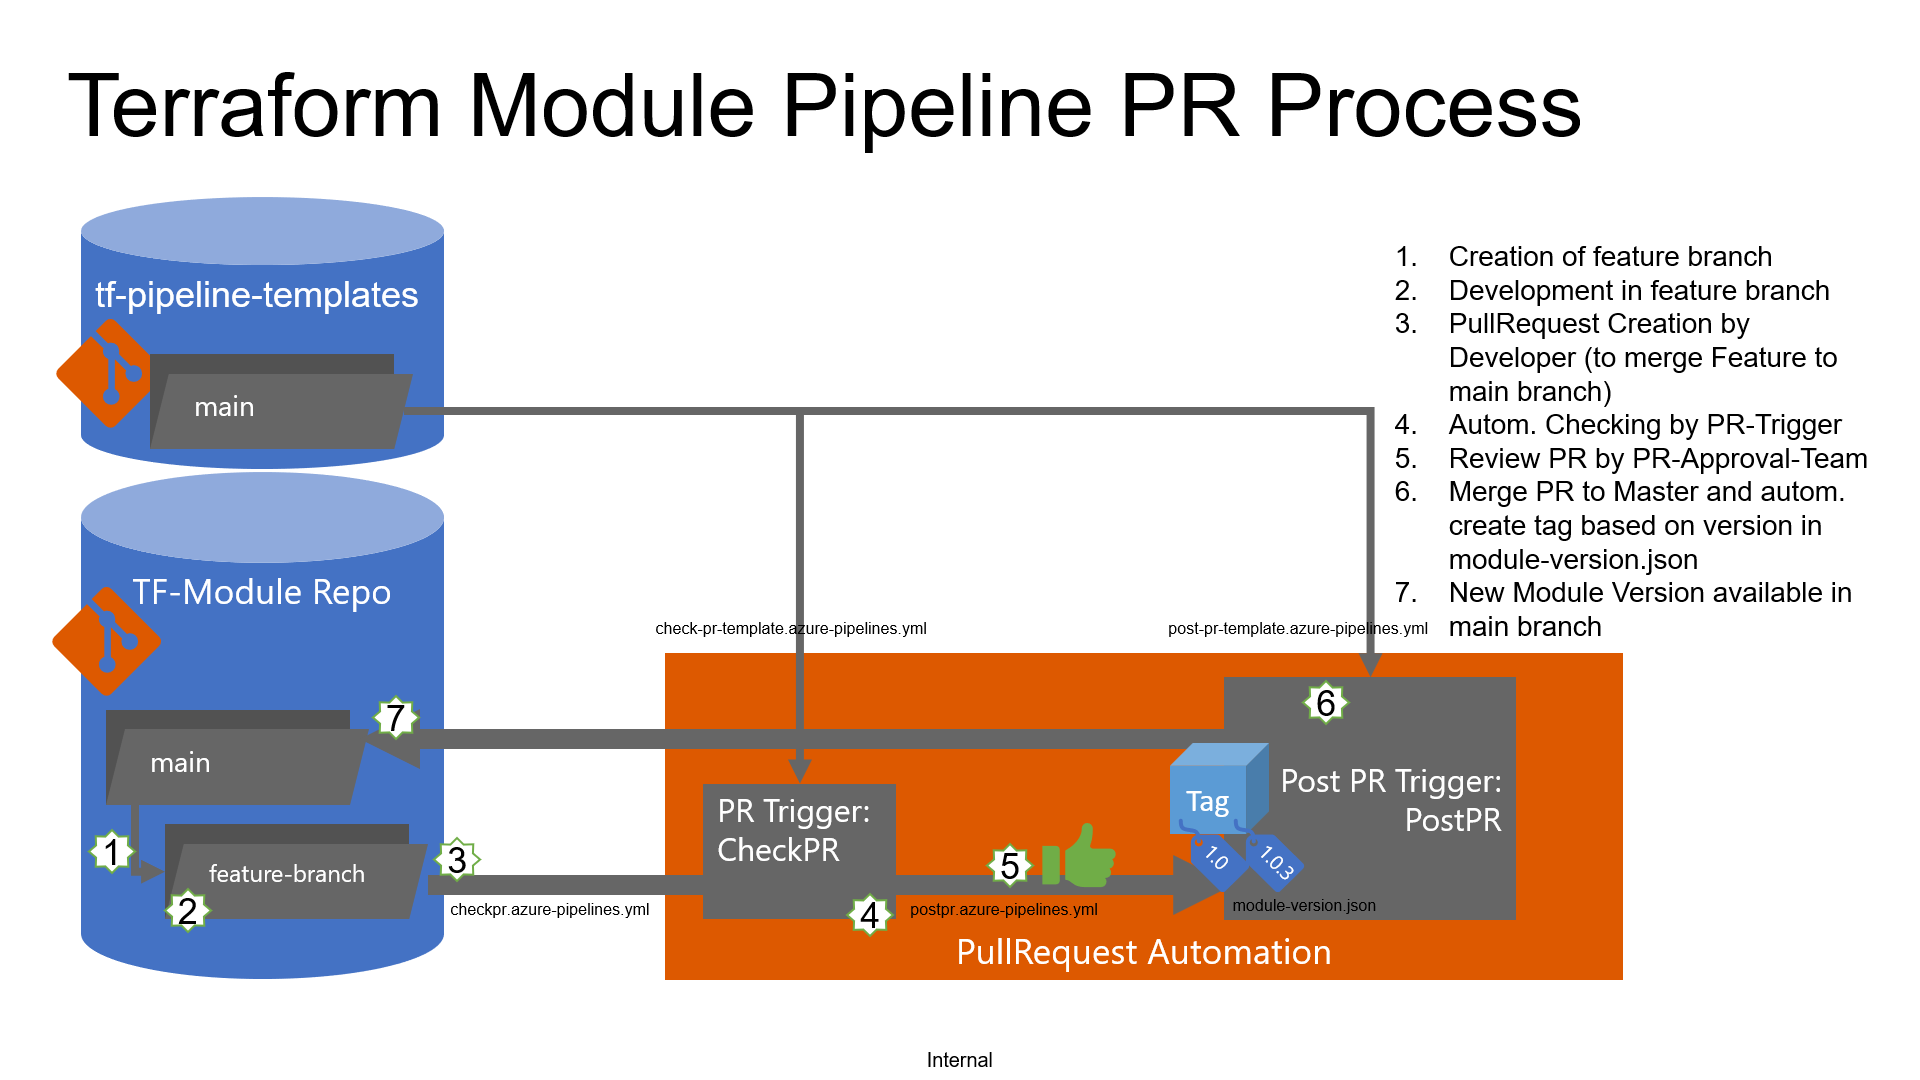 Terraform Module Pipeline PR Process
tf-pipeline-templates
main
TF-Module Repo
main
feature-branch
1
2
3
4
5
6
7
checkpr.azure-pipelines.yml
check-pr-template.azure-pipelines.yml
post-pr-template.azure-pipelines.yml
PR Trigger:
CheckPR
postpr.azure-pipelines.yml
Tag
1.0
1.0.3
Post PR Trigger:
PostPR
module-version.json
PullRequest Automation
1. Creation of feature branch
2. Development in feature branch
3. PullRequest Creation by
Developer (to merge Feature to
main branch)
4. Autom. Checking by PR-Trigger
5. Review PR by PR-Approval-Team
6. Merge PR to Master and autom.
create tag based on version in
module-version.json
7. New Module Version available in
main branch
Internal